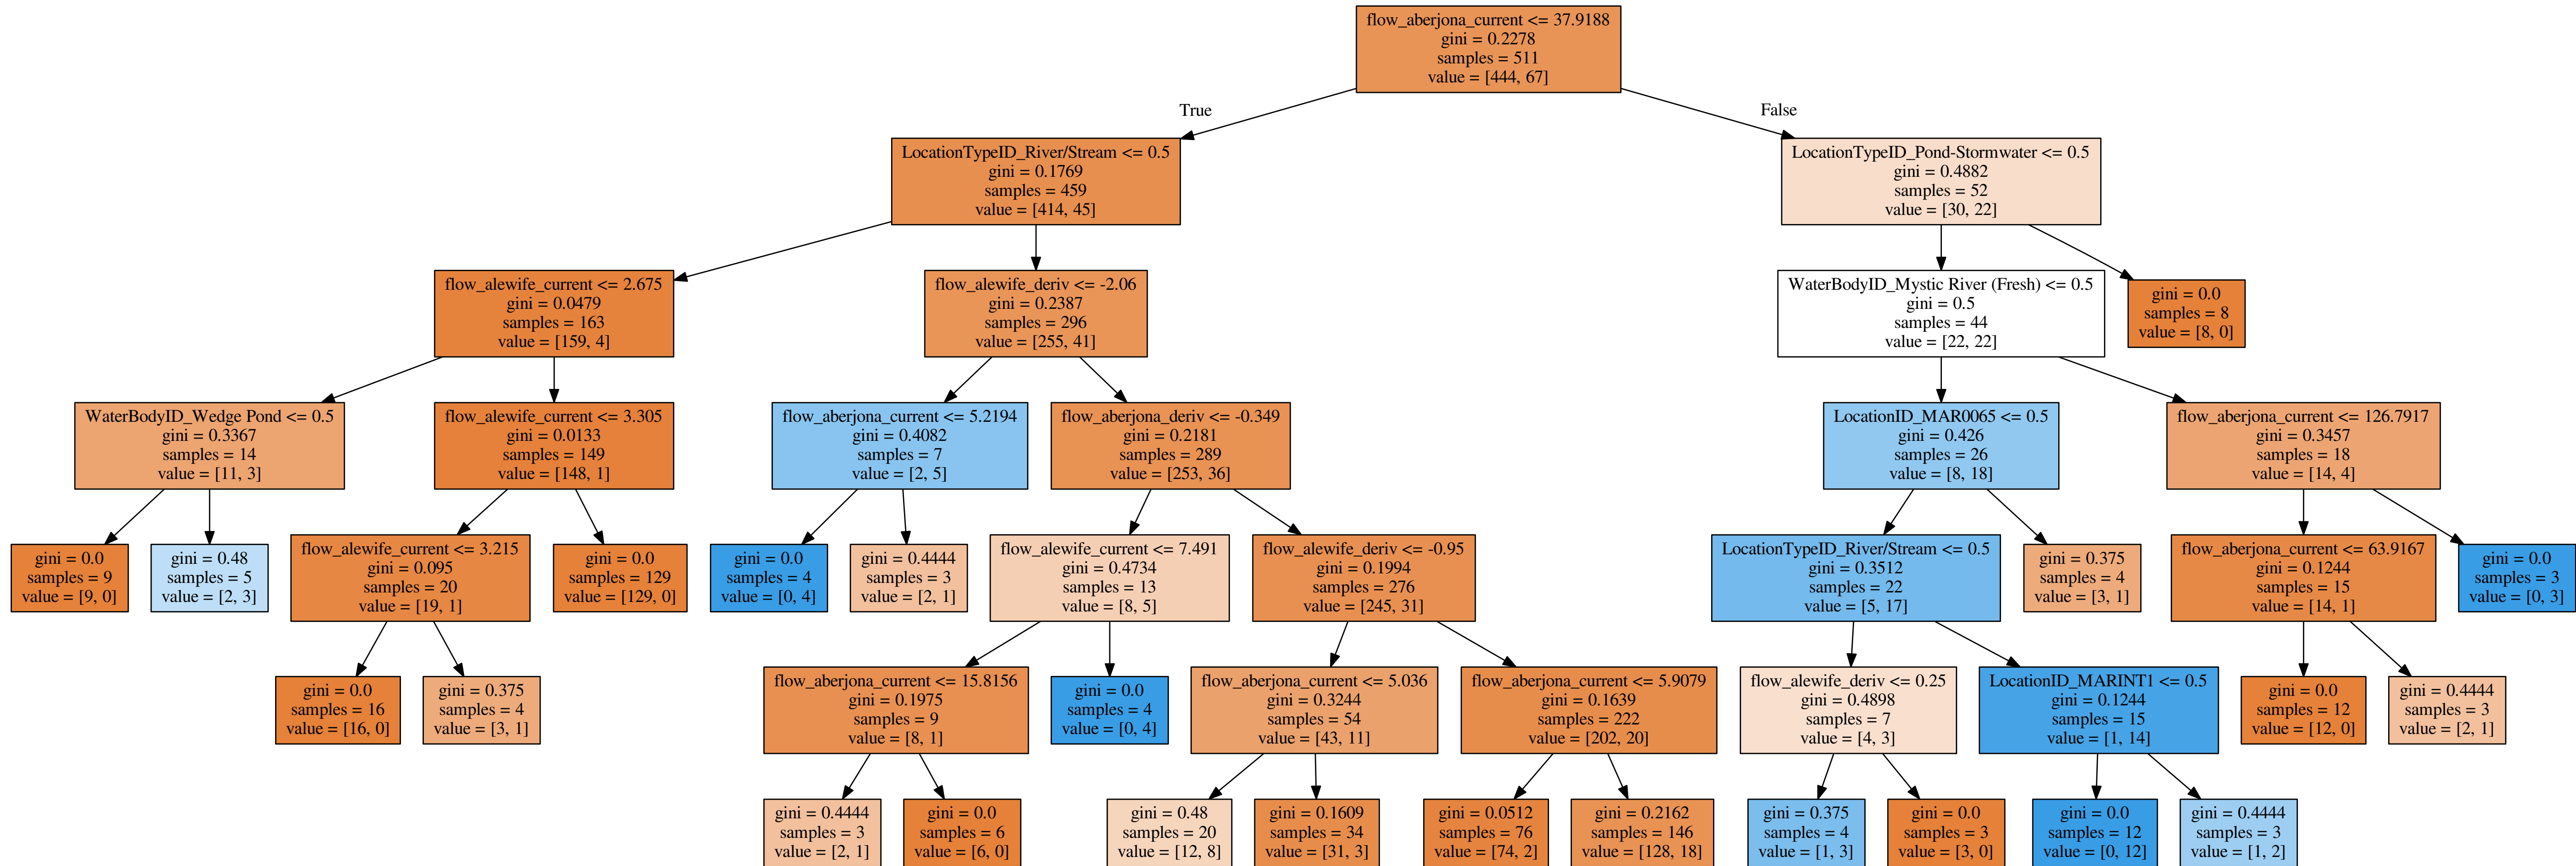 flow_aberjona_current <= 37.9188
gini = 0.2278
samples = 511
value = [444, 67]
True
False
LocationTypeID_River/Stream <= 0.5
gini = 0.1769
samples = 459
value = [414, 45]
LocationTypeID_Pond-Stormwater <= 0.5
gini = 0.4882
samples = 52
value = [30, 22]
flow_alewife_current <= 2.675
gini = 0.0479
samples = 163
value = [159, 4]
flow_alewife_deriv <= -2.06
gini = 0.2387
samples = 296
value = [255, 41]
WaterBodyID_Mystic River (Fresh) <= 0.5
gini = 0.5
samples = 44
value = [22, 22]
gini = 0.0
samples = 8
value = [8, 0]
WaterBodyID_Wedge Pond <= 0.5
gini = 0.3367
samples = 14
value = [11, 3]
flow_alewife_current <= 3.305
gini = 0.0133
samples = 149
value = [148, 1]
flow_aberjona_current <= 5.2194
gini = 0.4082
samples = 7
value = [2, 5]
flow_aberjona_deriv <= -0.349
gini = 0.2181
samples = 289
value = [253, 36]
LocationID_MAR0065 <= 0.5
gini = 0.426
samples = 26
value = [8, 18]
flow_aberjona_current <= 126.7917
gini = 0.3457
samples = 18
value = [14, 4]
gini = 0.0
samples = 9
value = [9, 0]
gini = 0.48
samples = 5
value = [2, 3]
flow_alewife_current <= 3.215
gini = 0.095
samples = 20
value = [19, 1]
gini = 0.0
samples = 129
value = [129, 0]
gini = 0.0
samples = 4
value = [0, 4]
gini = 0.4444
samples = 3
value = [2, 1]
flow_alewife_current <= 7.491
gini = 0.4734
samples = 13
value = [8, 5]
flow_alewife_deriv <= -0.95
gini = 0.1994
samples = 276
value = [245, 31]
LocationTypeID_River/Stream <= 0.5
gini = 0.3512
samples = 22
value = [5, 17]
gini = 0.375
samples = 4
value = [3, 1]
flow_aberjona_current <= 63.9167
gini = 0.1244
samples = 15
value = [14, 1]
gini = 0.0
samples = 3
value = [0, 3]
gini = 0.0
samples = 16
value = [16, 0]
gini = 0.375
samples = 4
value = [3, 1]
flow_aberjona_current <= 15.8156
gini = 0.1975
samples = 9
value = [8, 1]
gini = 0.0
samples = 4
value = [0, 4]
flow_aberjona_current <= 5.036
gini = 0.3244
samples = 54
value = [43, 11]
flow_aberjona_current <= 5.9079
gini = 0.1639
samples = 222
value = [202, 20]
flow_alewife_deriv <= 0.25
gini = 0.4898
samples = 7
value = [4, 3]
LocationID_MARINT1 <= 0.5
gini = 0.1244
samples = 15
value = [1, 14]
gini = 0.0
samples = 12
value = [12, 0]
gini = 0.4444
samples = 3
value = [2, 1]
gini = 0.4444
samples = 3
value = [2, 1]
gini = 0.0
samples = 6
value = [6, 0]
gini = 0.48
samples = 20
value = [12, 8]
gini = 0.1609
samples = 34
value = [31, 3]
gini = 0.0512
samples = 76
value = [74, 2]
gini = 0.2162
samples = 146
value = [128, 18]
gini = 0.375
samples = 4
value = [1, 3]
gini = 0.0
samples = 3
value = [3, 0]
gini = 0.0
samples = 12
value = [0, 12]
gini = 0.4444
samples = 3
value = [1, 2]